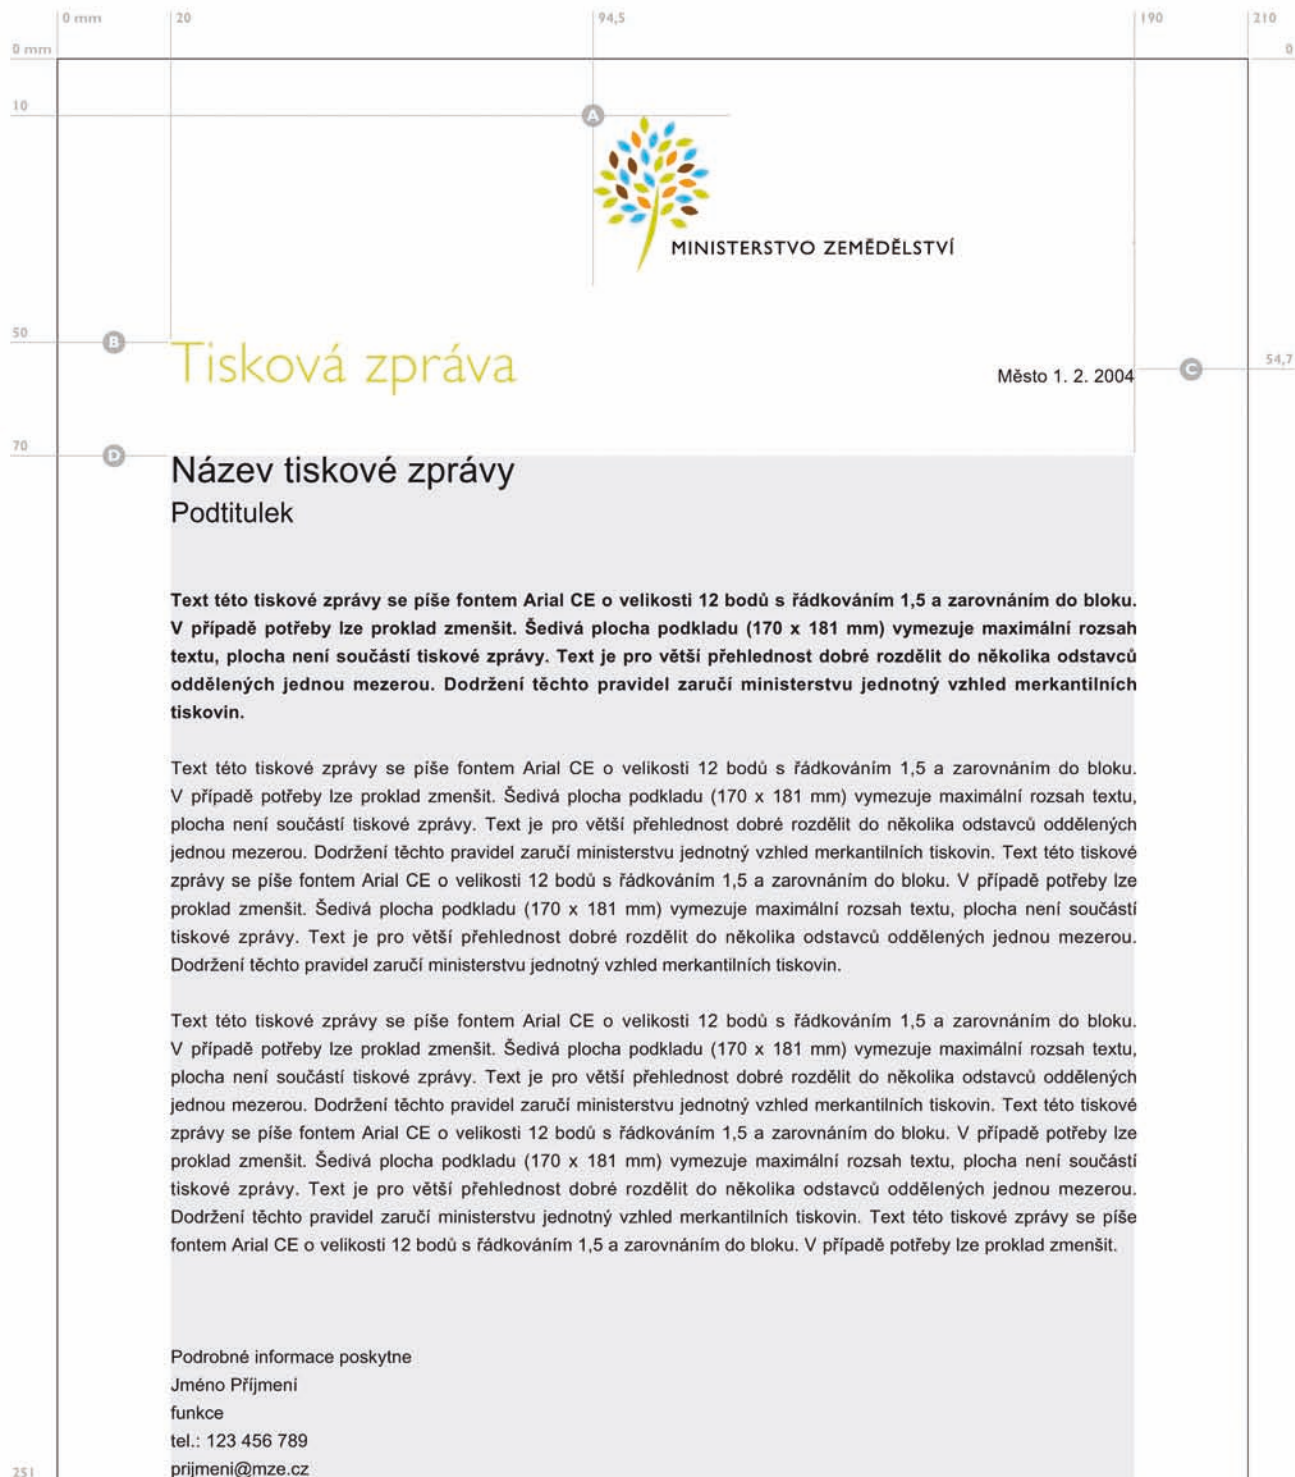 0 mm 20 94,5 190 210
0 mm 0
10 A
MINISTERSTVO ZEMĚDĚLSTVÍ
50 B
Tisková zpráva
Město 1. 2. 2004 C 54,7
70 D
Název tiskové zprávy
Podtitulek
Text této tiskové zprávy se píše fontem Arial CE o velikosti 12 bodů s řádkováním 1,5 a zarovnáním do bloku.
V případě potřeby lze proklad zmenšit. Šedivá plocha podkladu (170 x 181 mm) vymezuje maximální rozsah
textu, plocha není součástí tiskové zprávy. Text je pro větší přehlednost dobré rozdělit do několika odstavců
oddělených jednou mezerou. Dodržení těchto pravidel zaručí ministerstvu jednotný vzhled merkantilních
tiskovin.
Text této tiskové zprávy se píše fontem Arial CE o velikosti 12 bodů s řádkováním 1,5 a zarovnáním do bloku.
V případě potřeby lze proklad zmenšit. Šedivá plocha podkladu (170 x 181 mm) vymezuje maximální rozsah textu,
plocha není součástí tiskové zprávy. Text je pro větší přehlednost dobré rozdělit do několika odstavců oddělených
jednou mezerou. Dodržení těchto pravidel zaručí ministerstvu jednotný vzhled merkantilních tiskovin. Text této tiskové
zprávy se píše fontem Arial CE o velikosti 12 bodů s řádkováním 1,5 a zarovnáním do bloku. V případě potřeby lze
proklad zmenšit. Šedivá plocha podkladu (170 x 181 mm) vymezuje maximální rozsah textu, plocha není součástí
tiskové zprávy. Text je pro větší přehlednost dobré rozdělit do několika odstavců oddělených jednou mezerou.
Dodržení těchto pravidel zaručí ministerstvu jednotný vzhled merkantilních tiskovin.
Text této tiskové zprávy se píše fontem Arial CE o velikosti 12 bodů s řádkováním 1,5 a zarovnáním do bloku.
V případě potřeby lze proklad zmenšit. Šedivá plocha podkladu (170 x 181 mm) vymezuje maximální rozsah textu,
plocha není součástí tiskové zprávy. Text je pro větší přehlednost dobré rozdělit do několika odstavců oddělených
jednou mezerou. Dodržení těchto pravidel zaručí ministerstvu jednotný vzhled merkantilních tiskovin. Text této tiskové
zprávy se píše fontem Arial CE o velikosti 12 bodů s řádkováním 1,5 a zarovnáním do bloku. V případě potřeby lze
proklad zmenšit. Šedivá plocha podkladu (170 x 181 mm) vymezuje maximální rozsah textu, plocha není součástí
tiskové zprávy. Text je pro větší přehlednost dobré rozdělit do několika odstavců oddělených jednou mezerou.
Dodržení těchto pravidel zaručí ministerstvu jednotný vzhled merkantilních tiskovin. Text této tiskové zprávy se píše
fontem Arial CE o velikosti 12 bodů s řádkováním 1,5 a zarovnáním do bloku. V případě potřeby lze proklad zmenšit.
Podrobné informace poskytne
Jméno Příjmení
funkce
tel.: 123 456 789
prijmeni@mze.cz
251